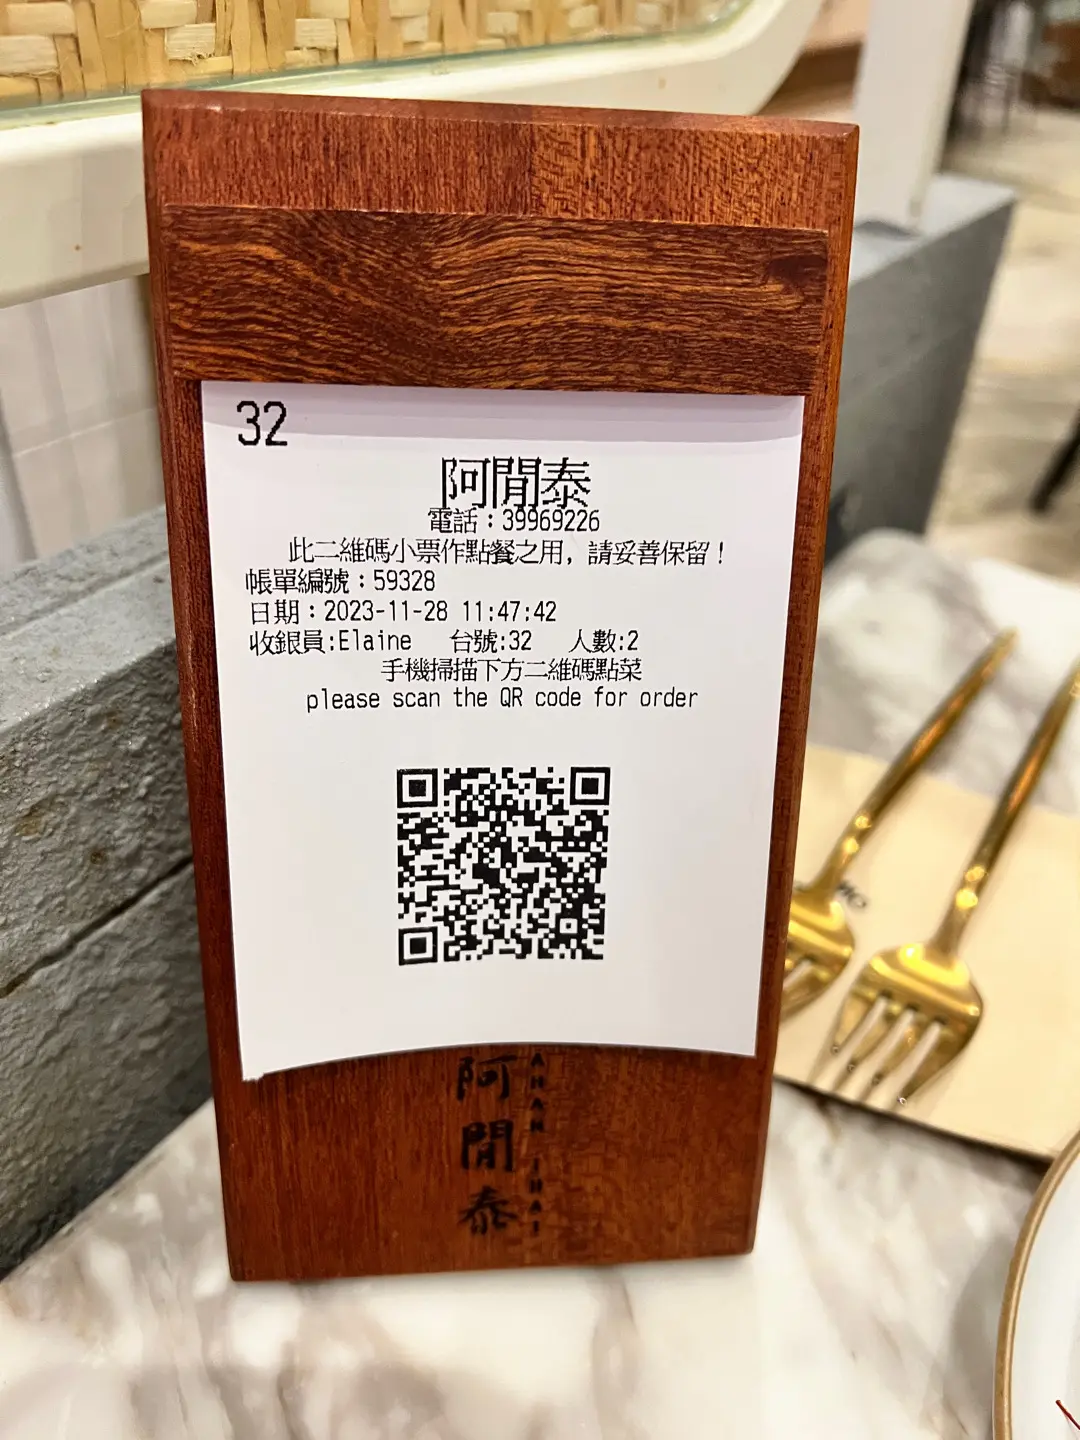 32
阿閒泰
電話：39969226
此二維碼小票作點餐之用，請妥善保留！
帳單編號：59328
日期：2023-11-28 11:47:42
收銀員:Elaine 台號:32 人數:2
手機掃描下方二維碼點菜
please scan the QR code for order
阿閒泰
AHAN THAI